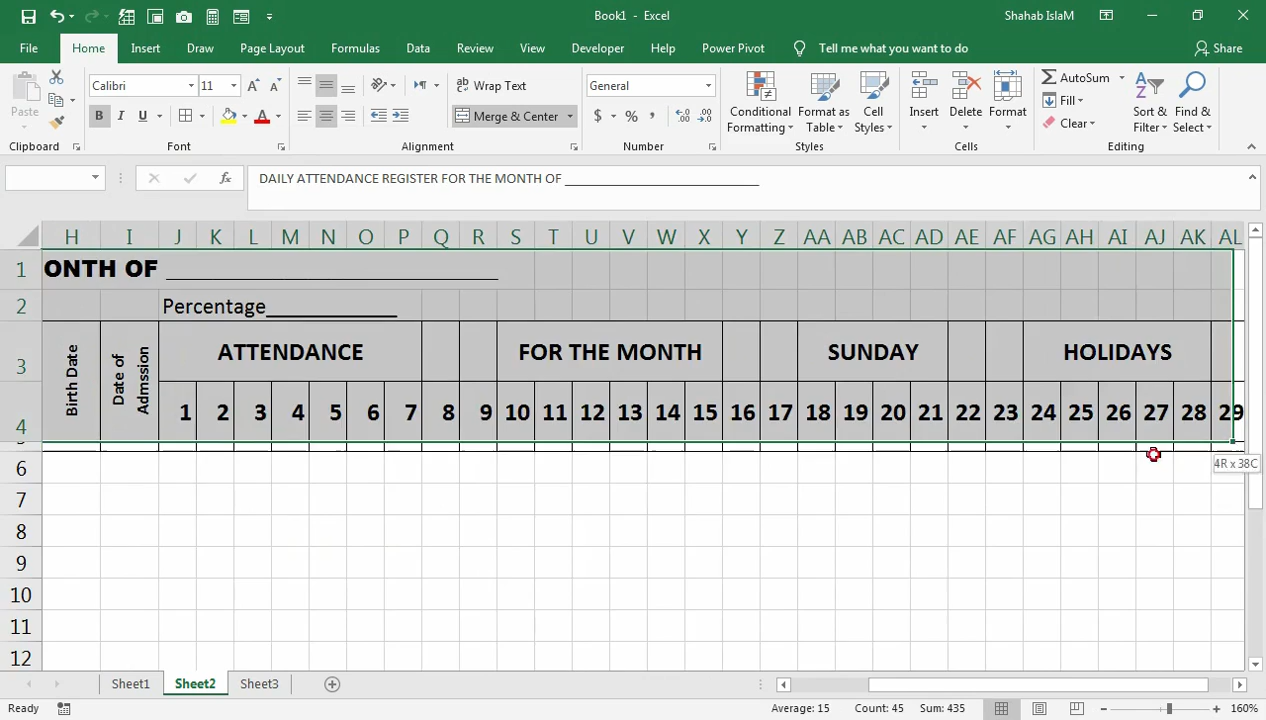 Book1 - Excel
Shahab IslaM
File Home Insert Draw Page Layout Formulas Data Review View Developer Help Power Pivot Tell me what you want to do Share
Paste
Calibri 11
B I U
Wrap Text
Merge & Center
General
$ % ,
Conditional Formatting
Format as Table
Cell Styles
Insert
Delete
Format
AutoSum
Fill
Clear
Sort & Filter
Find & Select
Clipboard Font Alignment Number Styles Cells Editing
fx DAILY ATTENDANCE REGISTER FOR THE MONTH OF ____________________________
H I J K L M N O P Q R S T U V W X Y Z AA AB AC AD AE AF AG AH AI AJ AK AL
1 ONTH OF ____________________________
2 Percentage____________
3 Birth Date Date of Admssion ATTENDANCE FOR THE MONTH SUNDAY HOLIDAYS
4 1 2 3 4 5 6 7 8 9 10 11 12 13 14 15 16 17 18 19 20 21 22 23 24 25 26 27 28 29
4R x 38C
6
7
8
9
10
11
12
Sheet1 Sheet2 Sheet3
Ready Average: 15 Count: 45 Sum: 435 160%